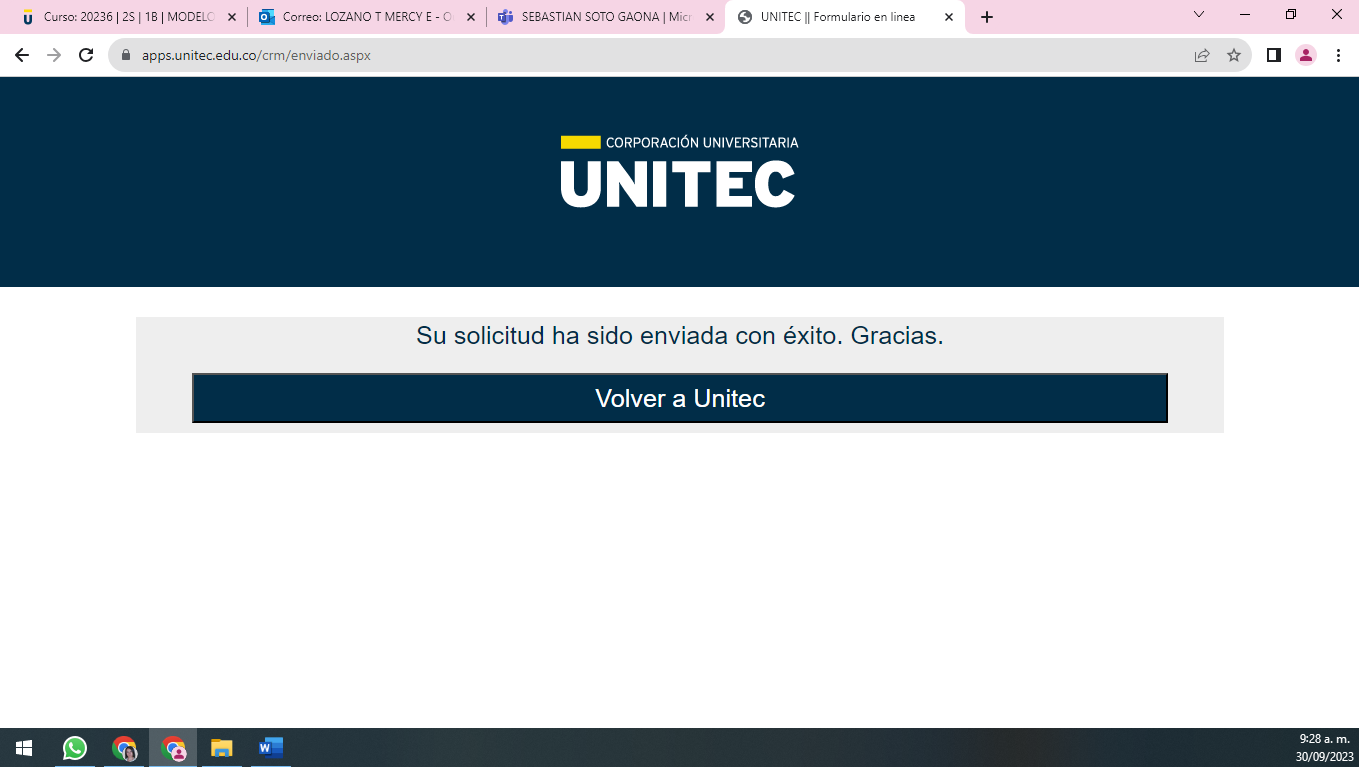 Curso: 20236 | 2S | 1B | MODELO
Correo: LOZANO T MERCY E - O
SEBASTIAN SOTO GAONA | Micr
UNITEC || Formulario en linea
apps.unitec.edu.co/crm/enviado.aspx
CORPORACIÓN UNIVERSITARIA
UNITEC
Su solicitud ha sido enviada con éxito. Gracias.
Volver a Unitec
9:28 a. m.
30/09/2023